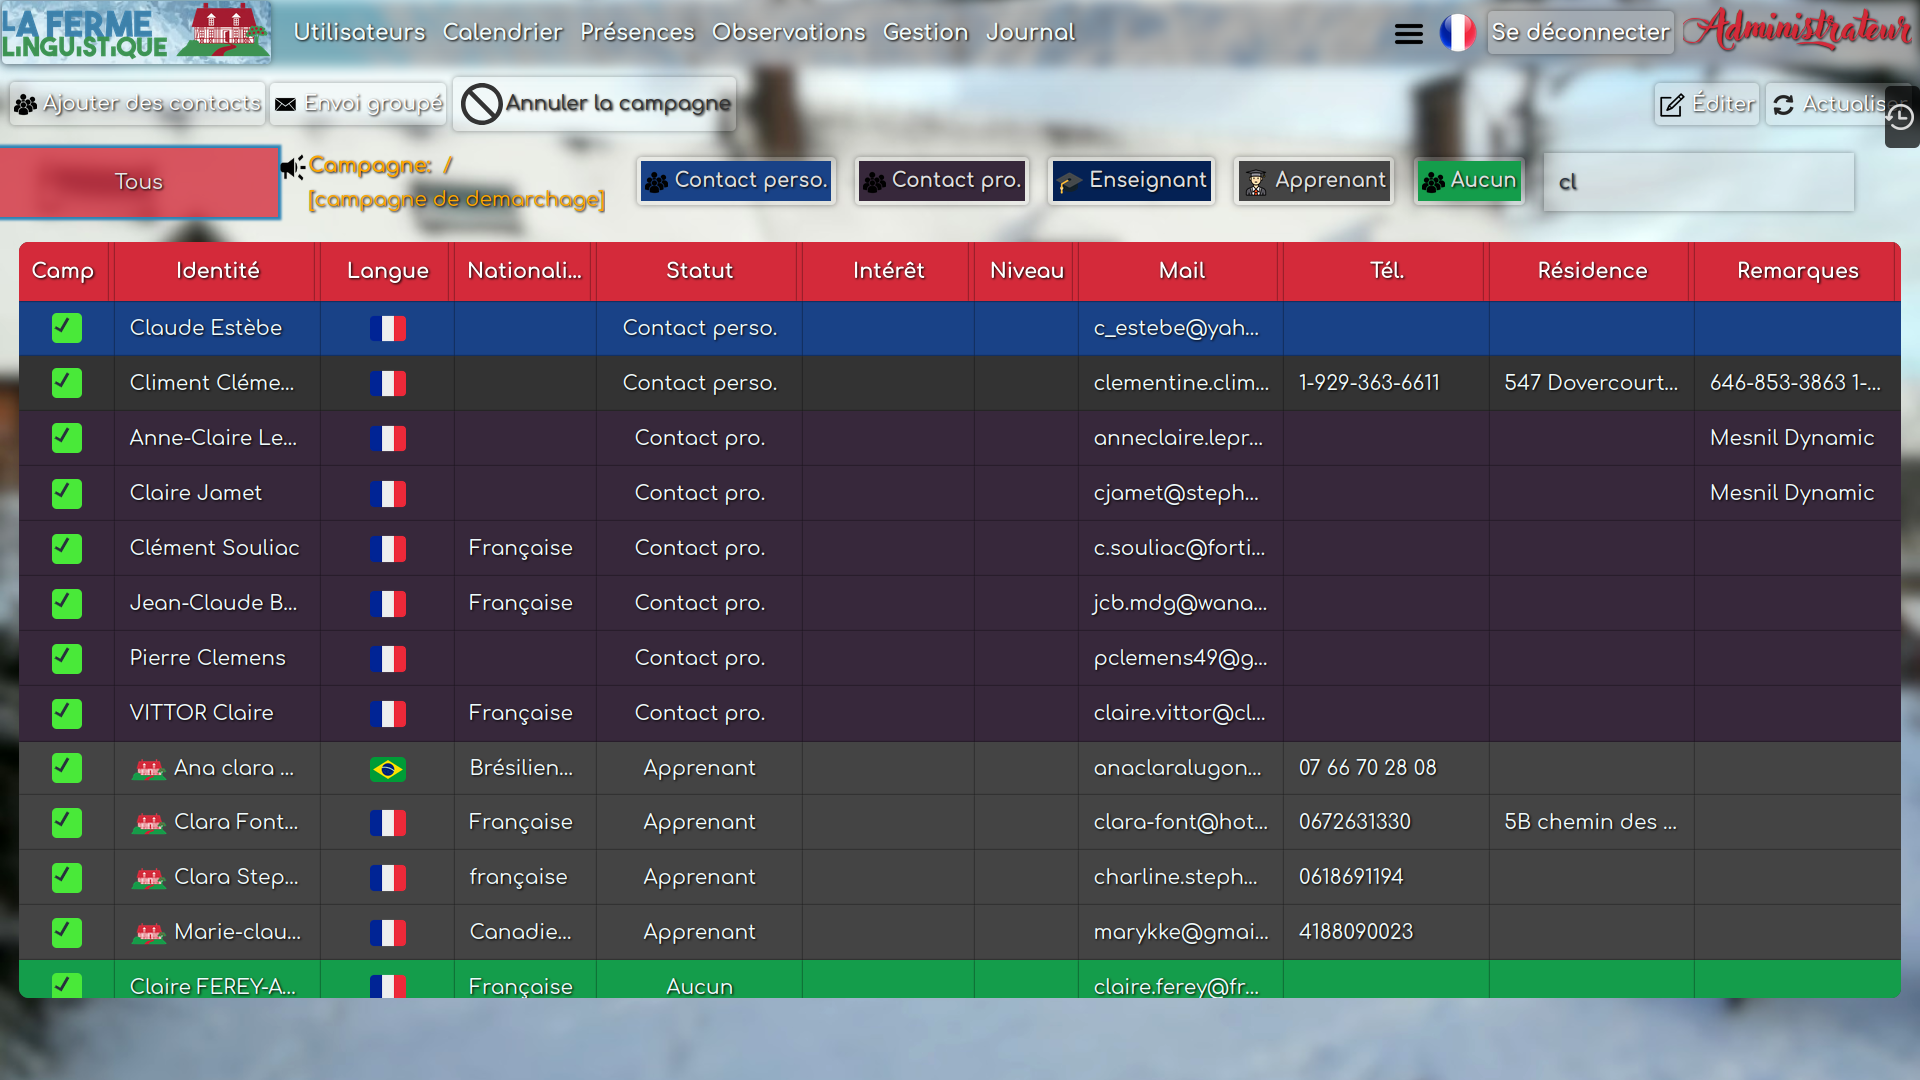 LA FERME
LINGUISTIQUE
Utilisateurs Calendrier Présences Observations Gestion Journal
Se déconnecter
Administrateur
Ajouter des contacts
Envoi groupé
Annuler la campagne
Éditer
Actualiser
Tous
Campagne: /
[campagne de demarchage]
Contact perso.
Contact pro.
Enseignant
Apprenant
Aucun
cl
Camp Identité Langue Nationali... Statut Intérêt Niveau Mail Tél. Résidence Remarques
Claude Estèbe Contact perso. c_estebe@yah...
Climent Cléme... Contact perso. clementine.clim... 1-929-363-6611 547 Dovercourt... 646-853-3863 1-...
Anne-Claire Le... Contact pro. anneclaire.lepr... Mesnil Dynamic
Claire Jamet Contact pro. cjamet@steph... Mesnil Dynamic
Clément Souliac Française Contact pro. c.souliac@forti...
Jean-Claude B... Française Contact pro. jcb.mdg@wana...
Pierre Clemens Contact pro. pclemens49@g...
VITTOR Claire Française Contact pro. claire.vittor@cl...
Ana clara ... Brésilien... Apprenant anaclaralugon... 07 66 70 28 08
Clara Font... Française Apprenant clara-font@hot... 0672631330 5B chemin des ...
Clara Step... française Apprenant charline.steph... 0618691194
Marie-clau... Canadie... Apprenant marykke@gmai... 4188090023
Claire FEREY-A... Française Aucun claire.ferey@fr...